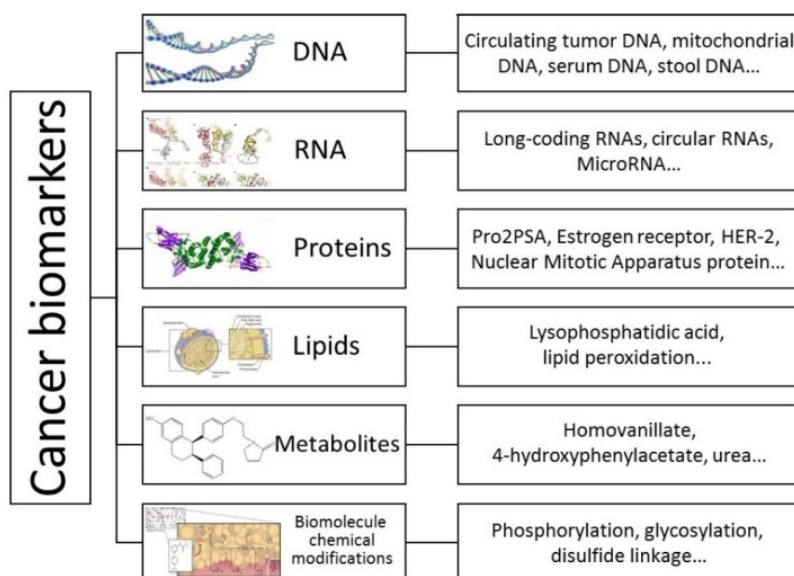 Cancer biomarkers
DNA
Circulating tumor DNA, mitochondrial
DNA, serum DNA, stool DNA...
RNA
Long-coding RNAs, circular RNAs,
MicroRNA...
Proteins
Pro2PSA, Estrogen receptor, HER-2,
Nuclear Mitotic Apparatus protein...
Lipids
Lysophosphatidic acid,
lipid peroxidation...
Metabolites
Homovanillate,
4-hydroxyphenylacetate, urea...
Biomolecule
chemical
modifications
Phosphorylation, glycosylation,
disulfide linkage...